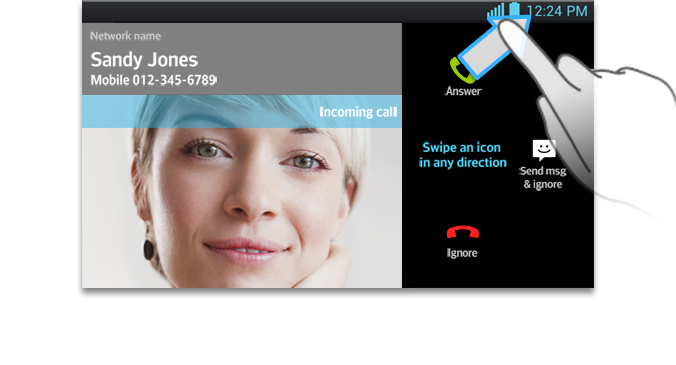 12:24 PM
Network name
Sandy Jones
Mobile 012-345-6789
Incoming call
Answer
Swipe an icon
in any direction
Send msg
& ignore
Ignore